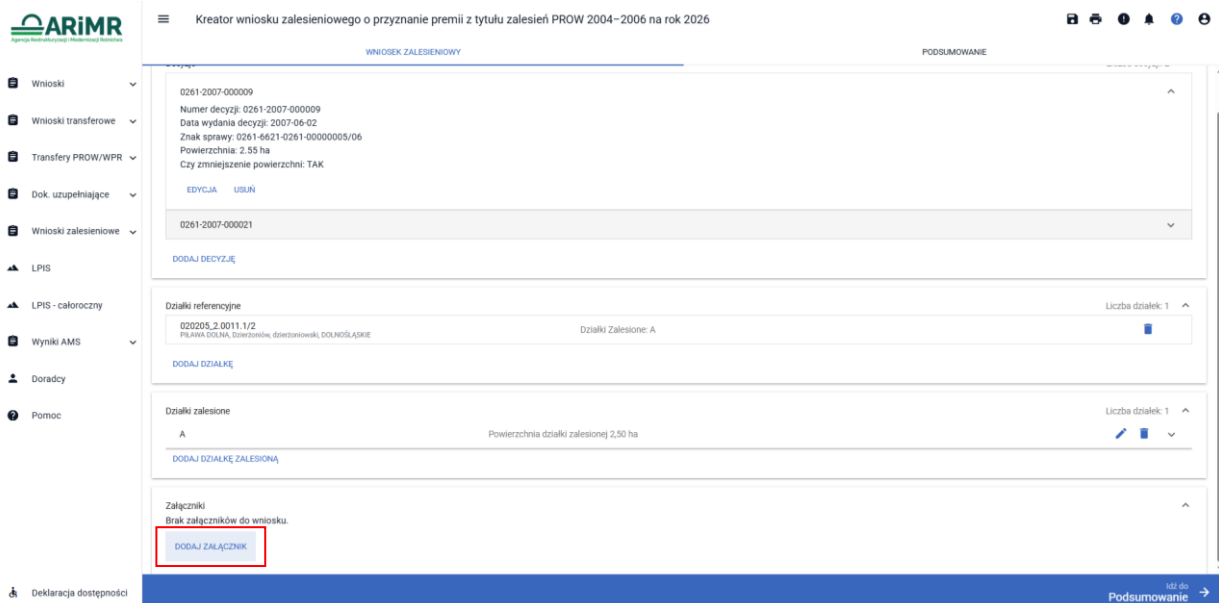 ARiMR
Agencja Restrukturyzacji i Modernizacji Rolnictwa
Kreator wniosku zalesieniowego o przyznanie premii z tytułu zalesień PROW 2004–2006 na rok 2026
WNIOSEK ZALESIENIOWY
PODSUMOWANIE
Wnioski
Wnioski transferowe
Transfery PROW/WPR
Dok. uzupełniające
Wnioski zalesieniowe
LPIS
LPIS - całoroczny
Wyniki AMS
Doradcy
Pomoc
Deklaracja dostępności
0261-2007-000009
Numer decyzji: 0261-2007-000009
Data wydania decyzji: 2007-06-02
Znak sprawy: 0261-6621-0261-00000005/06
Powierzchnia: 2.55 ha
Czy zmniejszenie powierzchni: TAK
EDYCJA USUŃ
0261-2007-000021
DODAJ DECYZJĘ
Działki referencyjne Liczba działek: 1
020205_2.0011.1/2
PIŁAWA DOLNA, Dzierżoniów, dzierżoniowski, DOLNOŚLĄSKIE
Działki Zalesione: A
DODAJ DZIAŁKĘ
Działki zalesione Liczba działek: 1
A Powierzchnia działki zalesionej 2,50 ha
DODAJ DZIAŁKĘ ZALESIONĄ
Załączniki
Brak załączników do wniosku.
DODAJ ZAŁĄCZNIK
Idź do
Podsumowanie